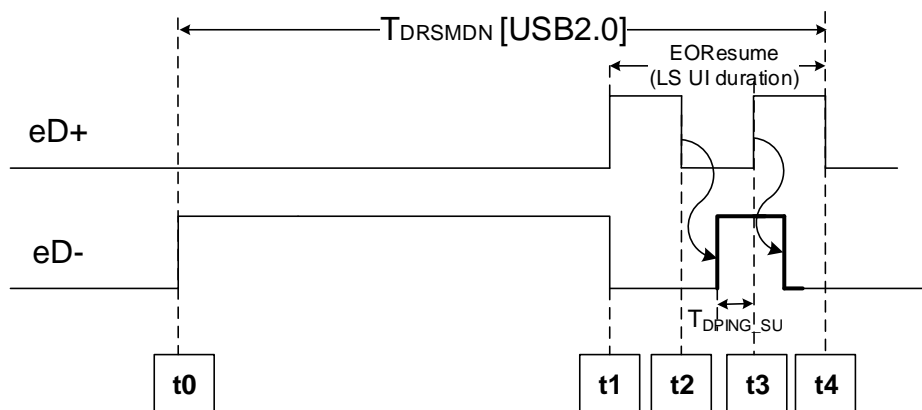 TDRSMDN [USB2.0]
EOResume
(LS UI duration)
eD+
eD-
TDPING_SU
t0
t1
t2
t3
t4